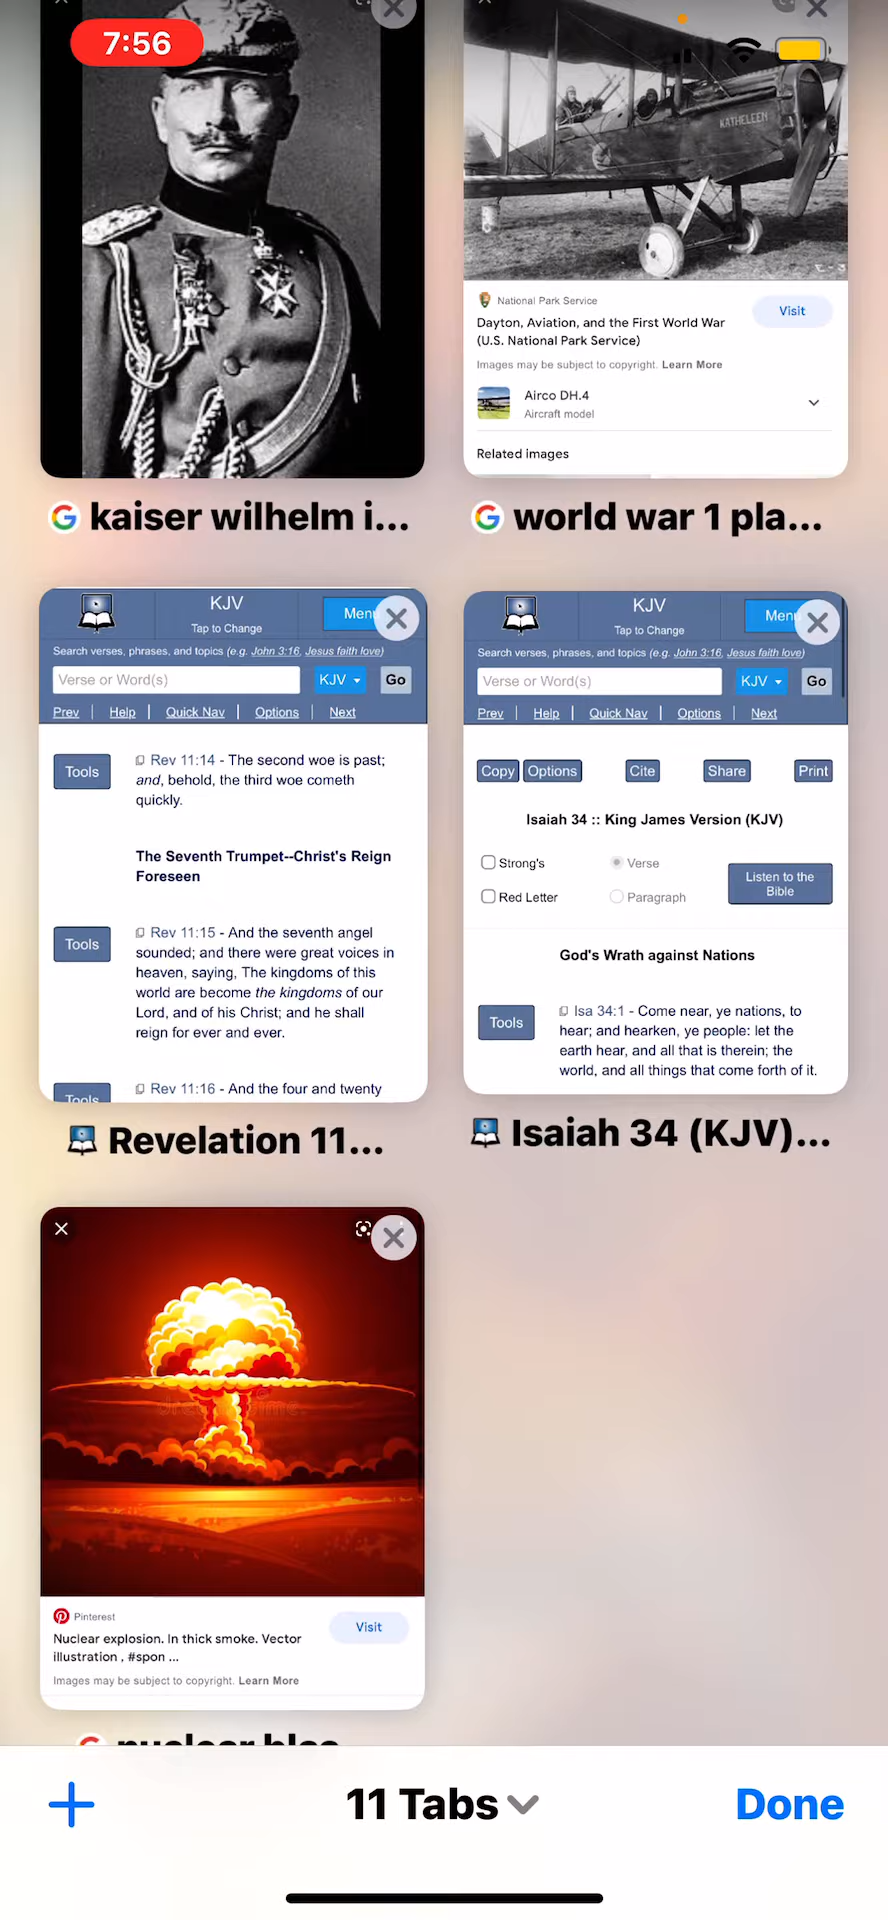 7:56
KATHELEEN
National Park Service
Visit
Dayton, Aviation, and the First World War
(U.S. National Park Service)
Images may be subject to copyright. Learn More
Airco DH.4
Aircraft model
Related images
kaiser wilhelm i...
world war 1 pla...
KJV
Tap to Change
Menu
Search verses, phrases, and topics (e.g. John 3:16, Jesus faith love)
Verse or Word(s)
KJV
Go
Prev | Help | Quick Nav | Options | Next
Tools
Rev 11:14 - The second woe is past;
and, behold, the third woe cometh
quickly.
The Seventh Trumpet--Christ's Reign
Foreseen
Tools
Rev 11:15 - And the seventh angel
sounded; and there were great voices in
heaven, saying, The kingdoms of this
world are become the kingdoms of our
Lord, and of his Christ; and he shall
reign for ever and ever.
Tools
Rev 11:16 - And the four and twenty
Revelation 11...
KJV
Tap to Change
Menu
Search verses, phrases, and topics (e.g. John 3:16, Jesus faith love)
Verse or Word(s)
KJV
Go
Prev | Help | Quick Nav | Options | Next
Copy Options Cite Share Print
Isaiah 34 :: King James Version (KJV)
Strong's
Verse
Red Letter
Paragraph
Listen to the
Bible
God's Wrath against Nations
Tools
Isa 34:1 - Come near, ye nations, to
hear; and hearken, ye people: let the
earth hear, and all that is therein; the
world, and all things that come forth of it.
Isaiah 34 (KJV)...
Pinterest
Visit
Nuclear explosion. In thick smoke. Vector
illustration , #spon ...
Images may be subject to copyright. Learn More
nuclear blas
11 Tabs
Done